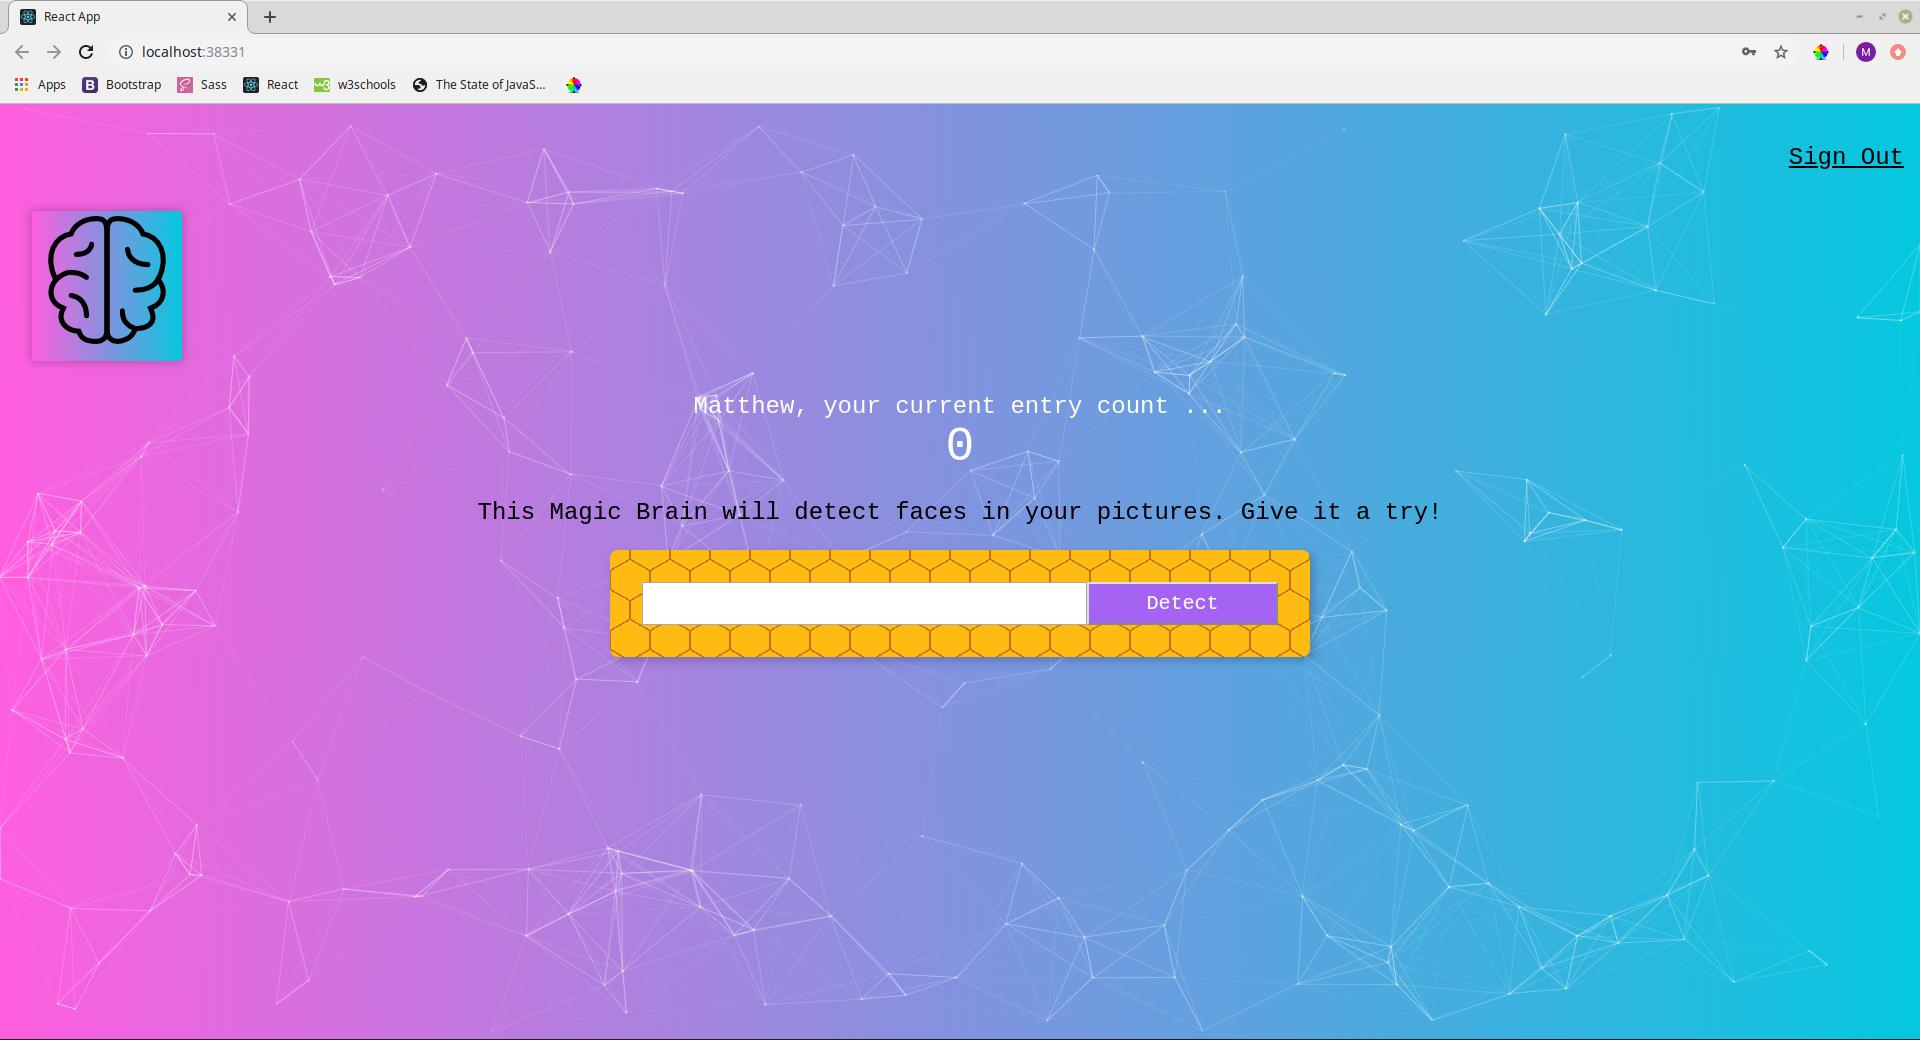 React App
localhost:38331
M
Apps
Bootstrap
Sass
React
w3schools
The State of JavaS...
Sign Out
Matthew, your current entry count ...
0
This Magic Brain will detect faces in your pictures. Give it a try!
Detect